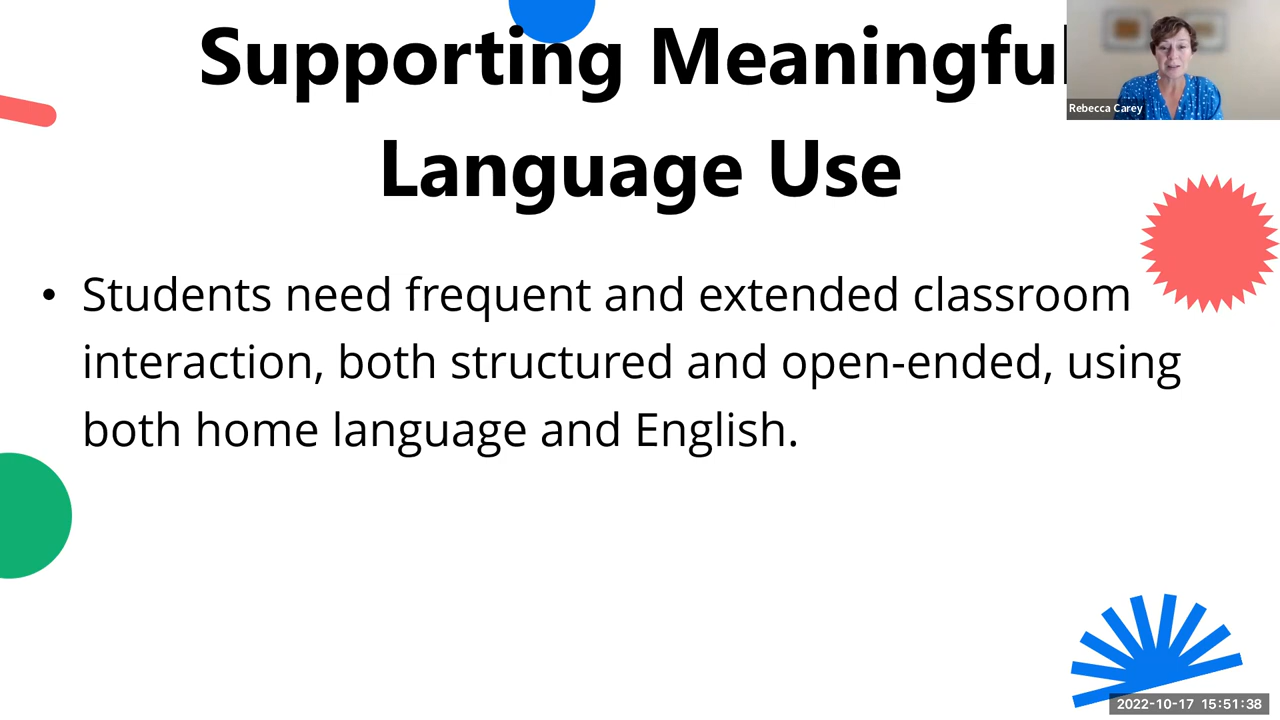 Supporting Meaningful
Language Use
Rebecca Carey
• Students need frequent and extended classroom
interaction, both structured and open-ended, using
both home language and English.
2022-10-17 15:51:38